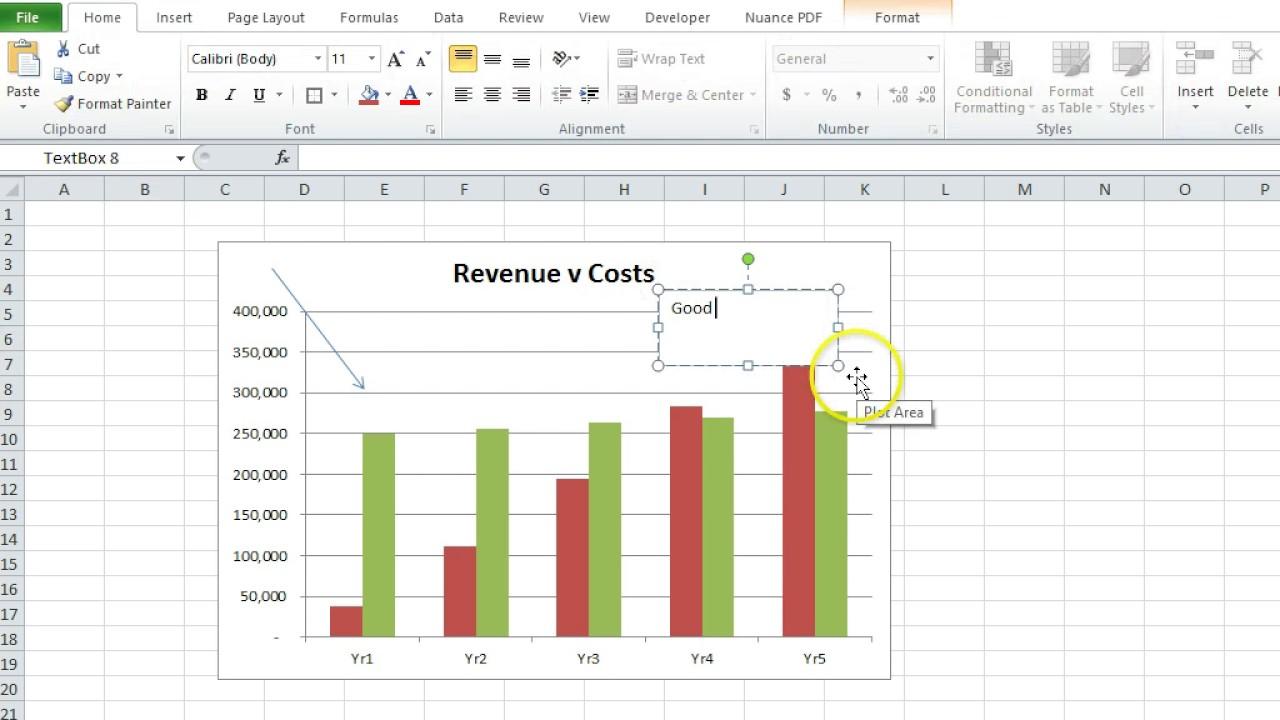 File Home Insert Page Layout Formulas Data Review View Developer Nuance PDF Format
Cut
Calibri (Body) 11 A A Wrap Text General
Copy
Paste Format Painter B I U A Merge & Center $ % , .00 .0 Conditional Formatting Format as Table Cell Styles Insert Delete
Clipboard Font Alignment Number Styles Cells
TextBox 8 fx
A B C D E F G H I J K L M N O P
1
2
3
4
5
6
7
8
9
10
11
12
13
14
15
16
17
18
19
20
21
Revenue v Costs
Good
Plot Area
400,000
350,000
300,000
250,000
200,000
150,000
100,000
50,000
-
Yr1 Yr2 Yr3 Yr4 Yr5